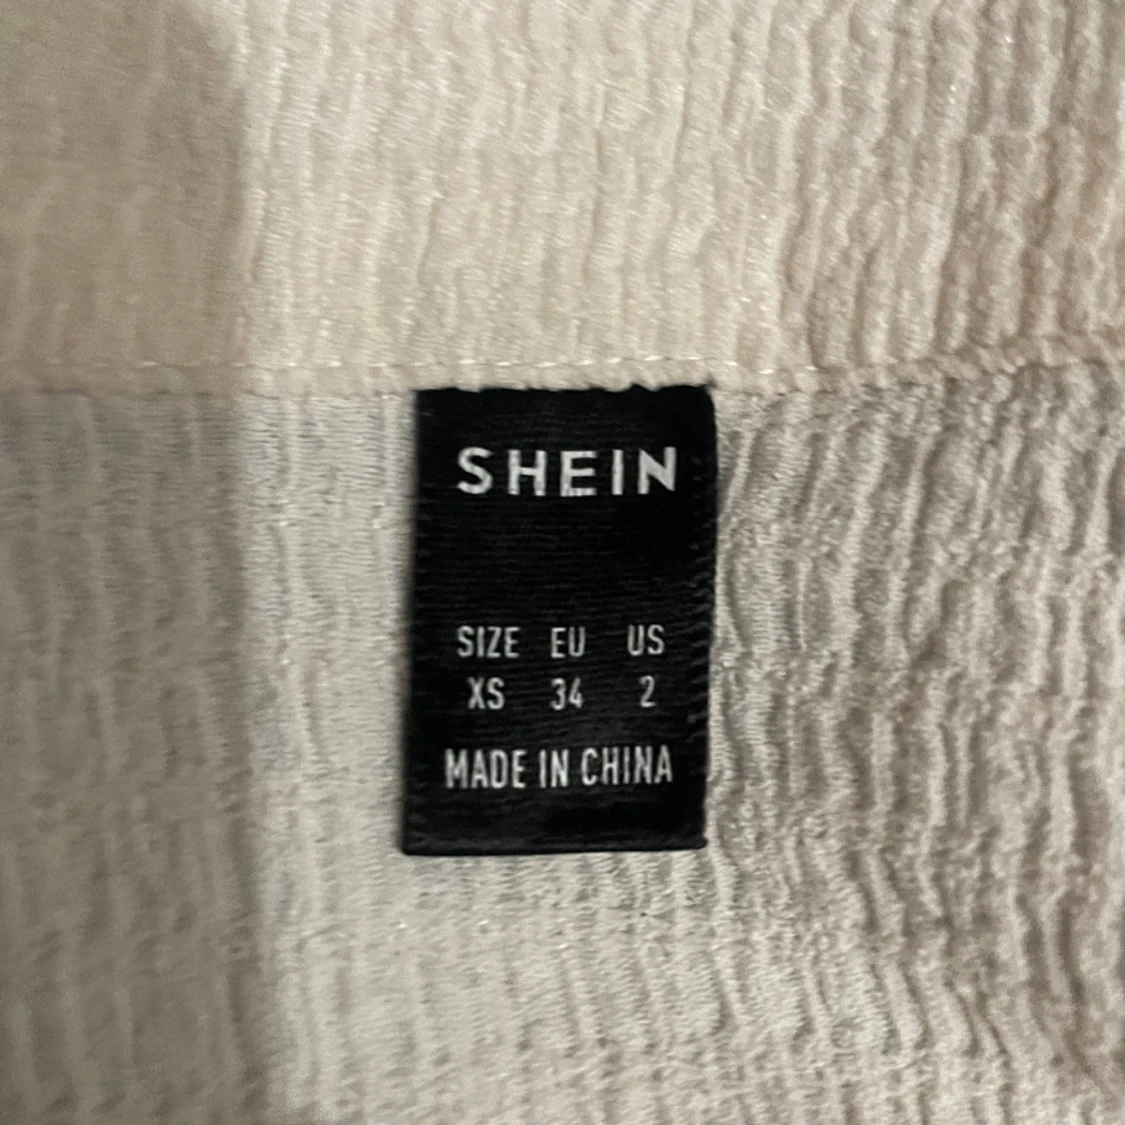 SHEIN
SIZE EU US
XS 34 2
MADE IN CHINA